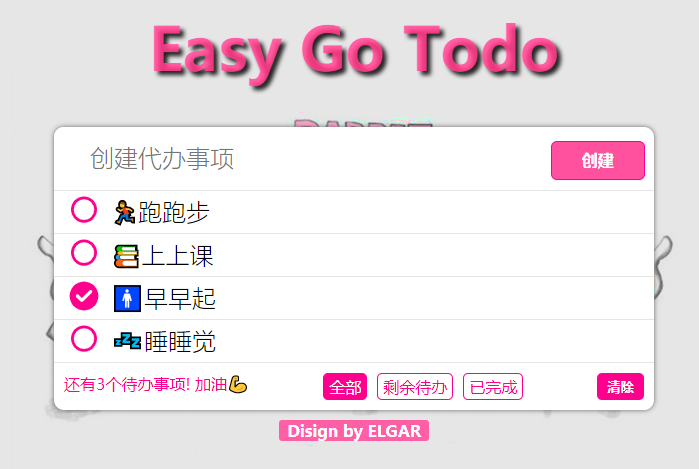 Easy Go Todo
创建代办事项 创建
🏃跑跑步
📚上上课
🚹早早起
💤睡睡觉
还有3个待办事项! 加油💪 全部 剩余待办 已完成 清除
Disign by ELGAR